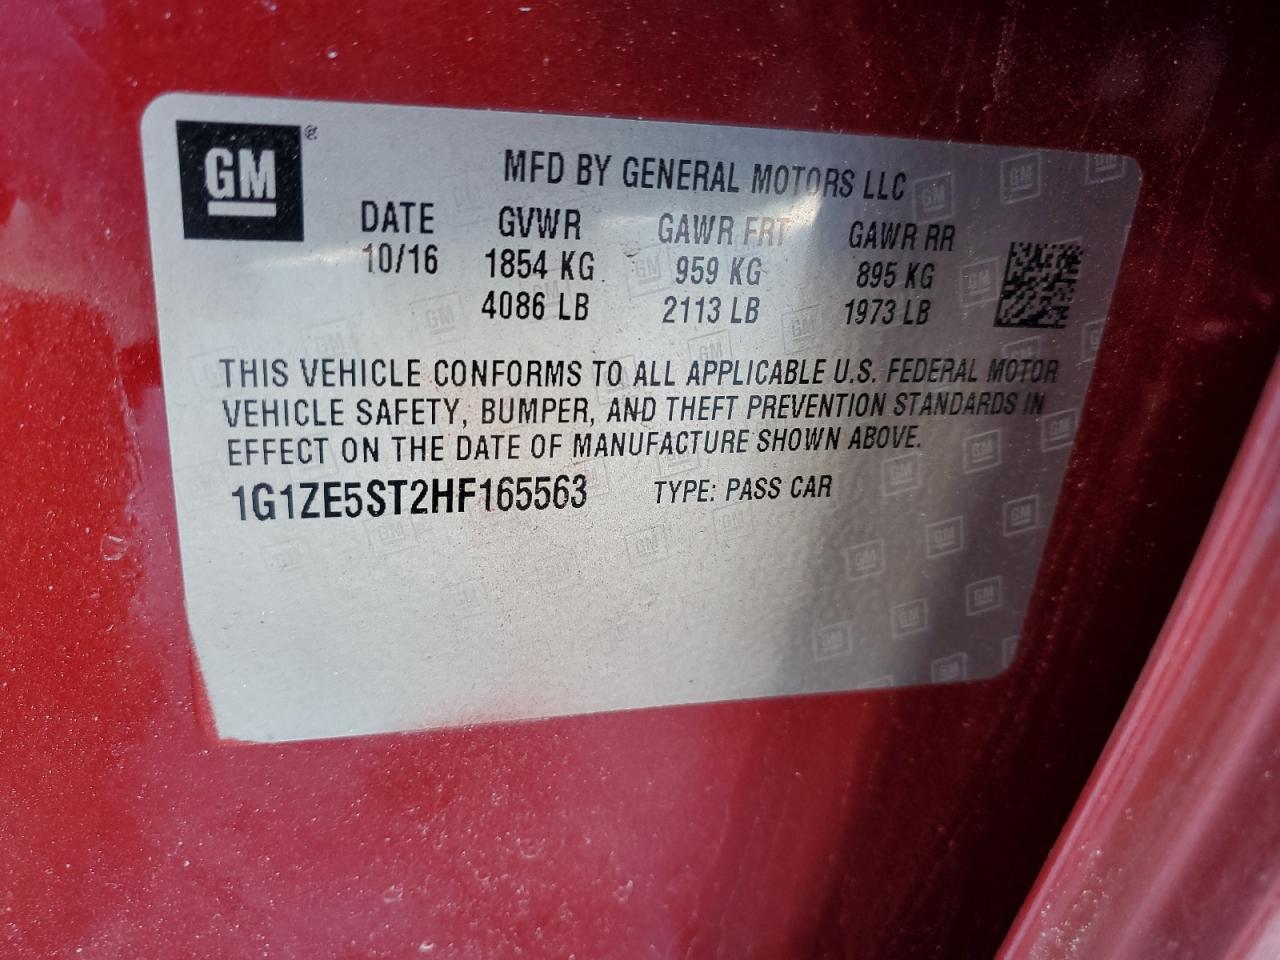 GM®
MFD BY GENERAL MOTORS LLC
DATE GVWR GAWR FRT GAWR RR
10/16 1854 KG 959 KG 895 KG
4086 LB 2113 LB 1973 LB
THIS VEHICLE CONFORMS TO ALL APPLICABLE U.S. FEDERAL MOTOR
VEHICLE SAFETY, BUMPER, AND THEFT PREVENTION STANDARDS IN
EFFECT ON THE DATE OF MANUFACTURE SHOWN ABOVE.
1G1ZE5ST2HF165563 TYPE: PASS CAR